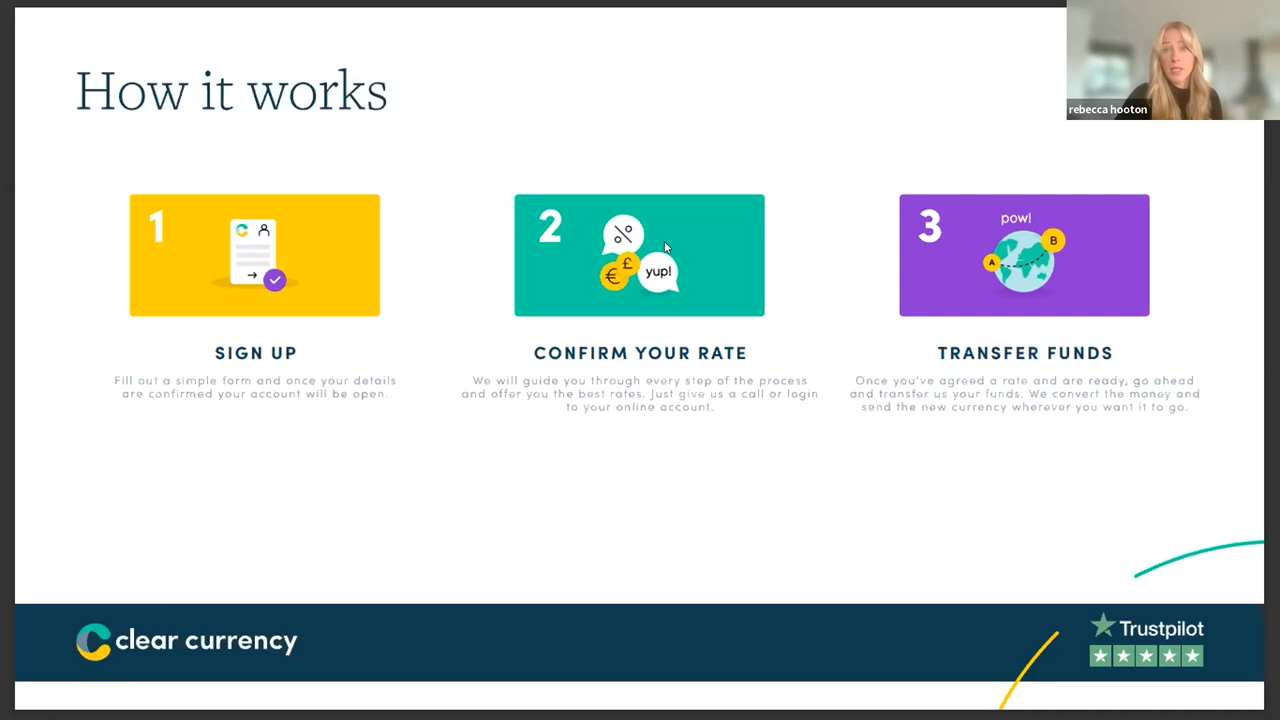 How it works
rebecca hooton
1
%
€
£
yup!
2
pow!
A
B
3
SIGN UP
Fill out a simple form and once your details
are confirmed your account will be open.
CONFIRM YOUR RATE
We will guide you through every step of the process
and offer you the best rates. Just give us a call or login
to your online account.
TRANSFER FUNDS
Once you've agreed a rate and are ready, go ahead
and transfer us your funds. We convert the money and
send the new currency wherever you want it to go.
clear currency
Trustpilot